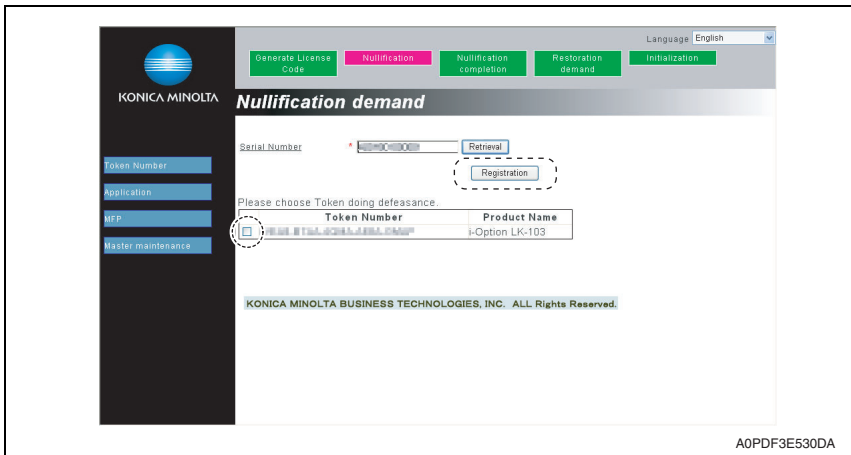 Language English
Generate License Code
Nullification
Nullification completion
Restoration demand
Initialization
KONICA MINOLTA
Nullification demand
Serial Number * Retrieval
Registration
Token Number
Application
MFP
Master maintenance
Please choose Token doing defeasance.
Token Number Product Name
i-Option LK-103
KONICA MINOLTA BUSINESS TECHNOLOGIES, INC. ALL Rights Reserved.
A0PDF3E530DA